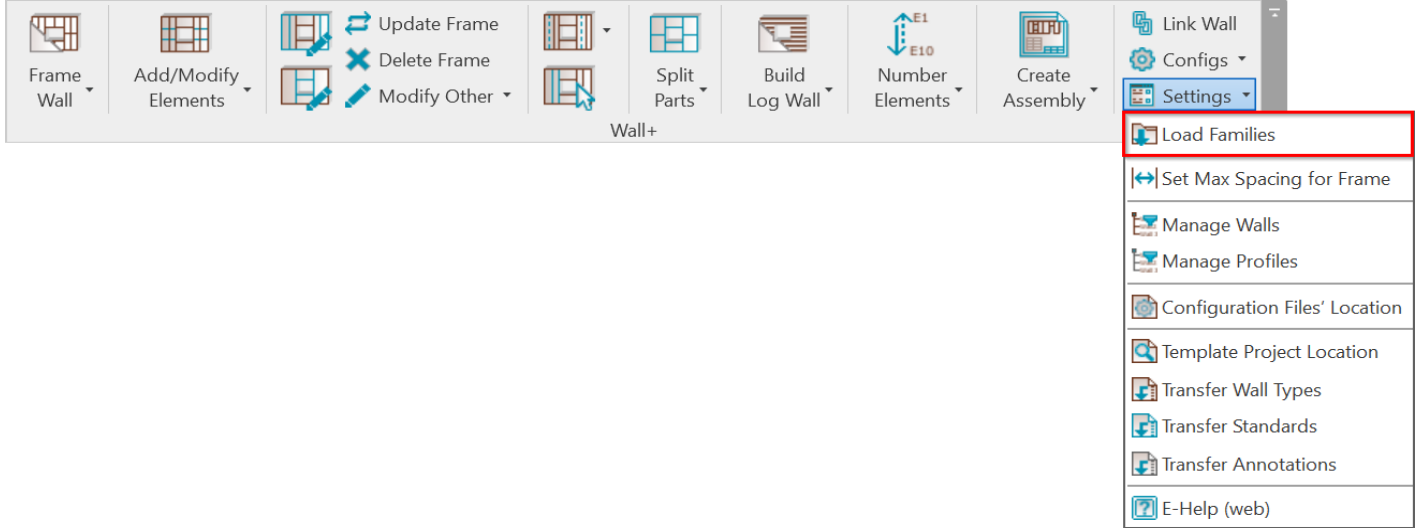 Frame
Wall
Add/Modify
Elements
Update Frame
Delete Frame
Modify Other
Split
Parts
Build
Log Wall
E1
E10
Number
Elements
Create
Assembly
Link Wall
Configs
Settings
Wall+
Load Families
Set Max Spacing for Frame
Manage Walls
Manage Profiles
Configuration Files' Location
Template Project Location
Transfer Wall Types
Transfer Standards
Transfer Annotations
E-Help (web)